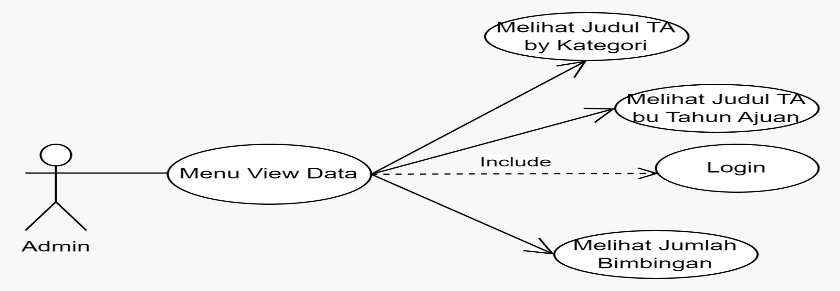 Melihat Judul TA
by Kategori
Melihat Judul TA
bu Tahun Ajuan
Include
Login
Menu View Data
Melihat Jumlah
Bimbingan
Admin